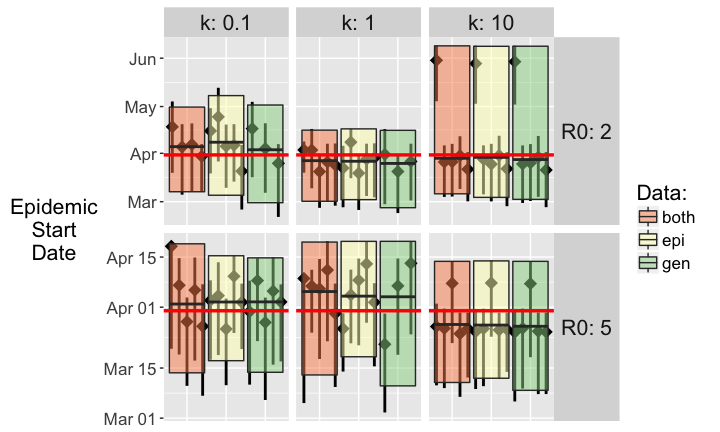 k: 0.1
k: 1
k: 10
Jun
May
Apr
Mar
R0: 2
Epidemic
Start
Date
Data:
both
epi
gen
Apr 15
Apr 01
Mar 15
Mar 01
R0: 5